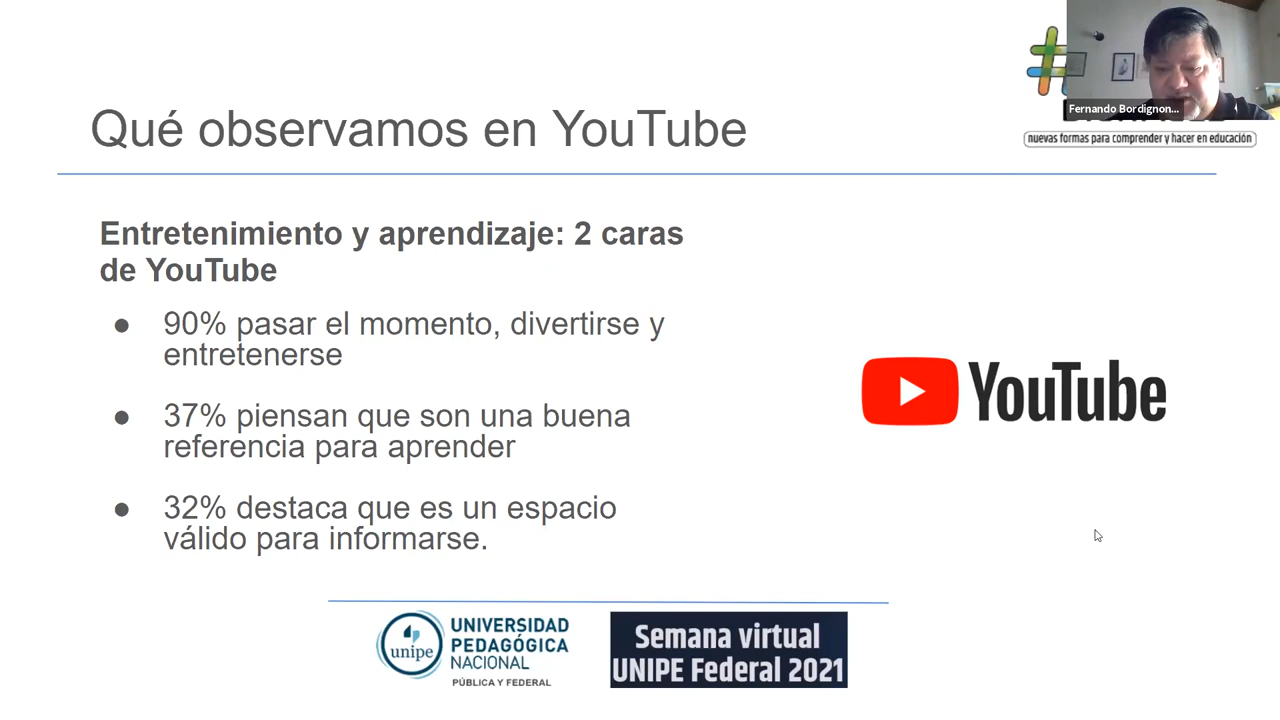 Qué observamos en YouTube
#
Fernando Bordignon...
nuevas formas para comprender y hacer en educación
Entretenimiento y aprendizaje: 2 caras
de YouTube
● 90% pasar el momento, divertirse y
entretenerse
● 37% piensan que son una buena
referencia para aprender
● 32% destaca que es un espacio
válido para informarse.
YouTube
unipe
UNIVERSIDAD
PEDAGÓGICA
NACIONAL
PÚBLICA Y FEDERAL
Semana virtual
UNIPE Federal 2021